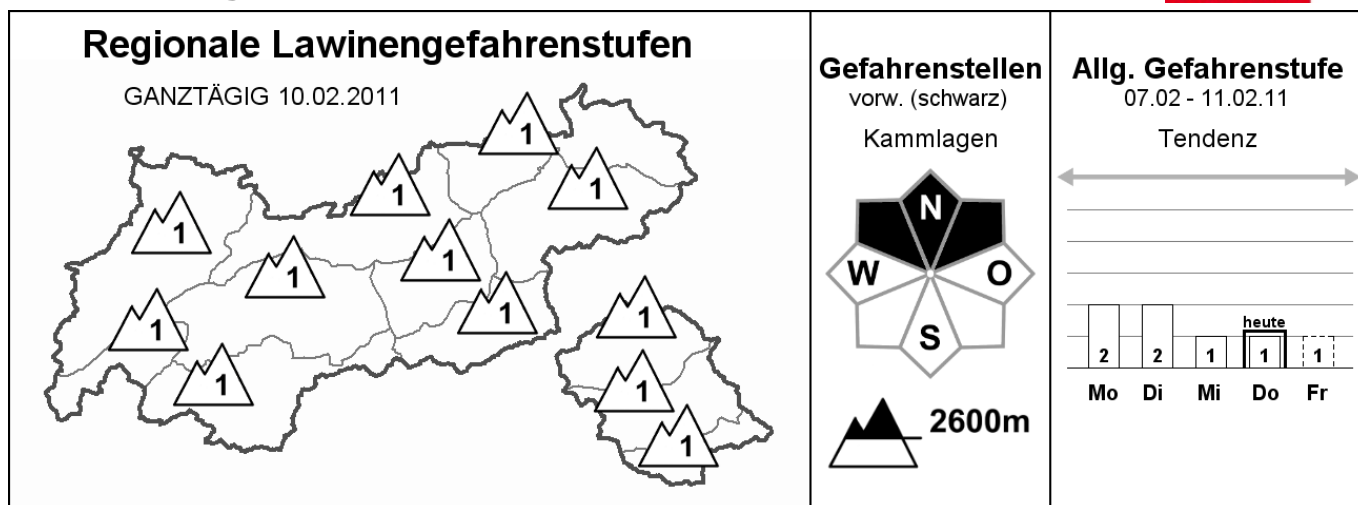 Regionale Lawinengefahrenstufen
GANZTÄGIG 10.02.2011
1
1
1
1
1
1
1
1
1
1
1
1
Gefahrenstellen
vorw. (schwarz)
Kammlagen
N
W O
S
2600m
Allg. Gefahrenstufe
07.02 - 11.02.11
Tendenz
heute
2 2 1 1 1
Mo Di Mi Do Fr